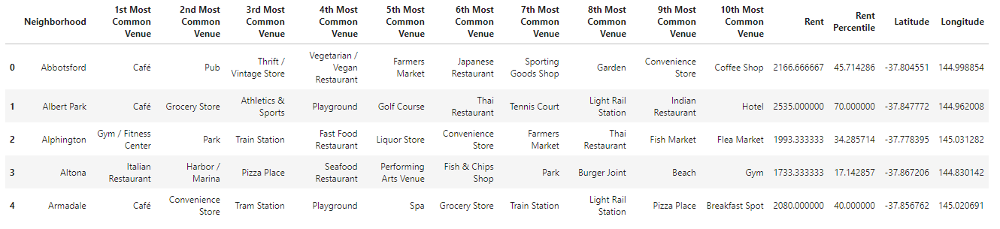 Neighborhood 1st Most Common Venue 2nd Most Common Venue 3rd Most Common Venue 4th Most Common Venue 5th Most Common Venue 6th Most Common Venue 7th Most Common Venue 8th Most Common Venue 9th Most Common Venue 10th Most Common Venue Rent Rent Percentile Latitude Longitude
0 Abbotsford Café Pub Thrift / Vintage Store Vegetarian / Vegan Restaurant Farmers Market Japanese Restaurant Sporting Goods Shop Garden Convenience Store Coffee Shop 2166.666667 45.714286 -37.804551 144.998854
1 Albert Park Café Grocery Store Athletics & Sports Playground Golf Course Thai Restaurant Tennis Court Light Rail Station Indian Restaurant Hotel 2535.000000 70.000000 -37.847772 144.962008
2 Alphington Gym / Fitness Center Park Train Station Fast Food Restaurant Liquor Store Convenience Store Farmers Market Thai Restaurant Fish Market Flea Market 1993.333333 34.285714 -37.778395 145.031282
3 Altona Italian Restaurant Harbor / Marina Pizza Place Seafood Restaurant Performing Arts Venue Fish & Chips Shop Park Burger Joint Beach Gym 1733.333333 17.142857 -37.867206 144.830142
4 Armadale Café Convenience Store Tram Station Playground Spa Grocery Store Train Station Light Rail Station Pizza Place Breakfast Spot 2080.000000 40.000000 -37.856762 145.020691